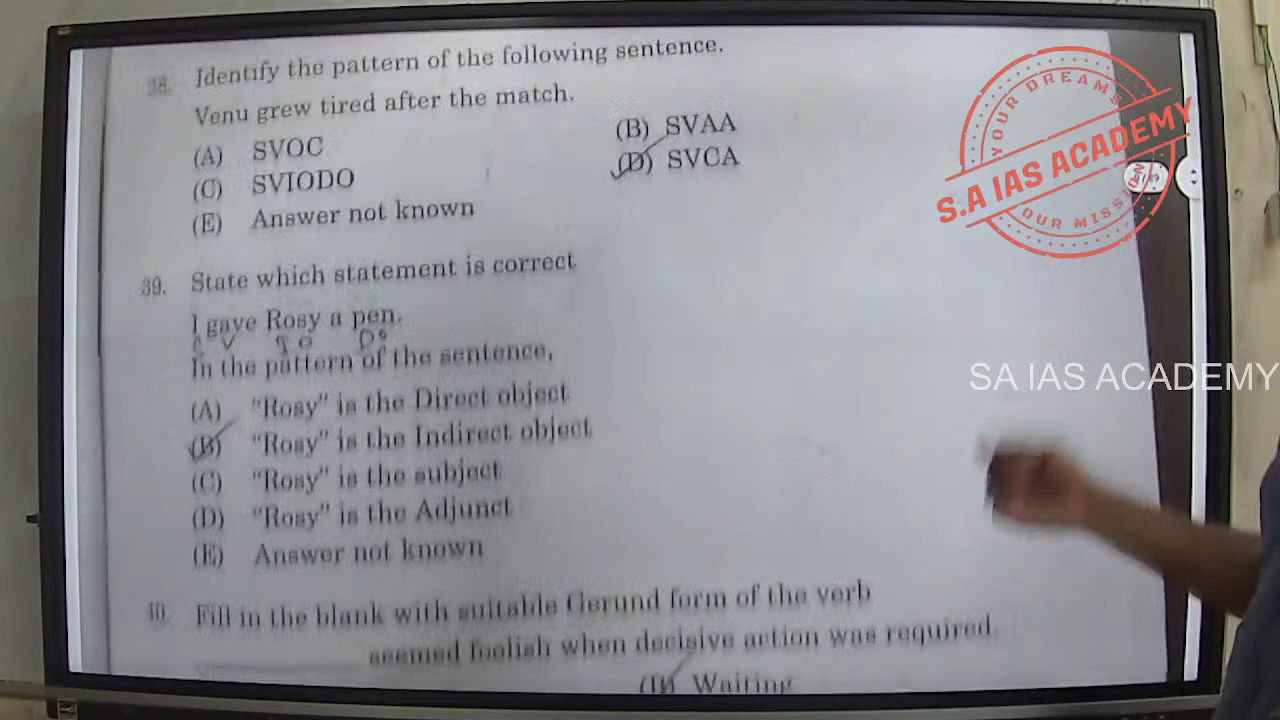 38. Identify the pattern of the following sentence.
Venu grew tired after the match.
(A) SVOC
(B) SVAA
(C) SVIODO
(D) SVCA
(E) Answer not known
39. State which statement is correct
I gave Rosy a pen.
S V I O DO
In the pattern of the sentence,
(A) "Rosy" is the Direct object
(B) "Rosy" is the Indirect object
(C) "Rosy" is the subject
(D) "Rosy" is the Adjunct
(E) Answer not known
40. Fill in the blank with suitable Gerund form of the verb
seemed foolish when decisive action was required.
(B) Waiting
YOUR DREAMS
S.A IAS ACADEMY
OUR MISSION
SA IAS ACADEMY